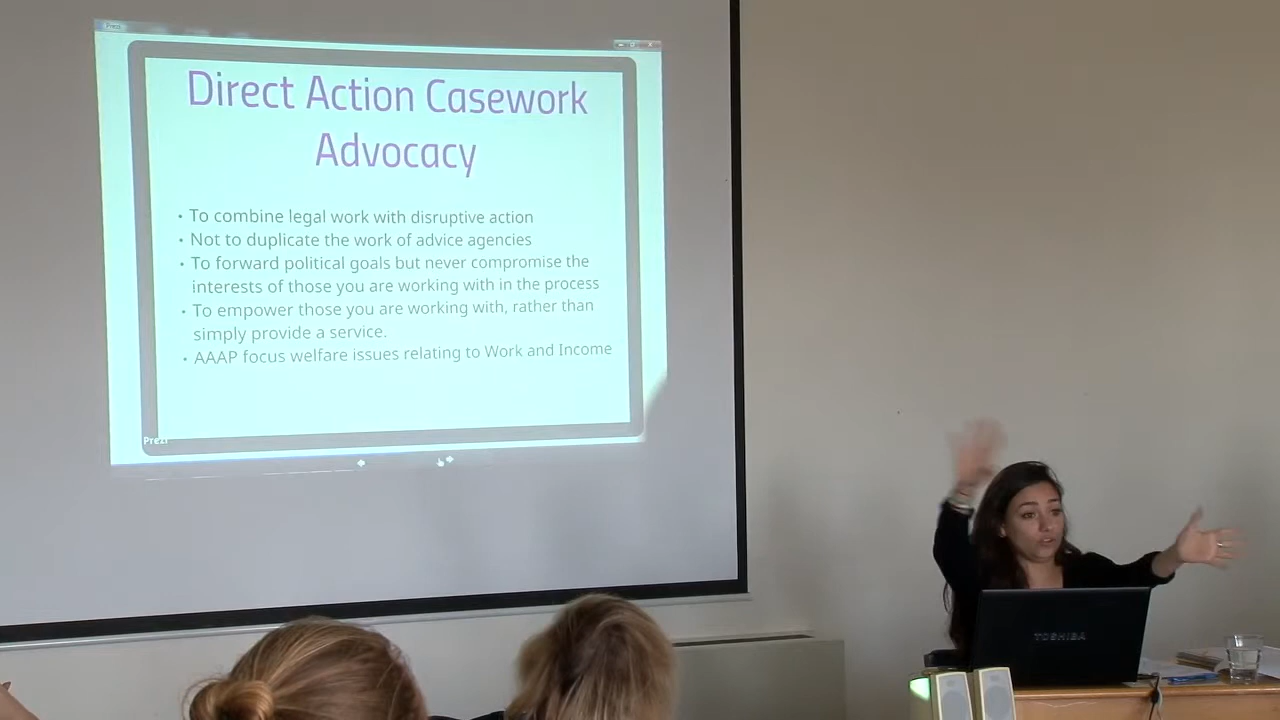 Prezi
Direct Action Casework
Advocacy
• To combine legal work with disruptive action
• Not to duplicate the work of advice agencies
• To forward political goals but never compromise the
interests of those you are working with in the process
• To empower those you are working with, rather than
simply provide a service.
• AAAP focus welfare issues relating to Work and Income
Prezi
TOSHIBA